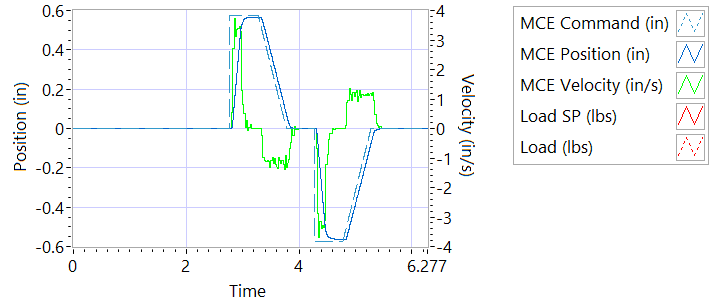 0.6
0.4
0.2
0
-0.2
-0.4
-0.6
Position (in)
4
3
2
1
0
-1
-2
-3
-4
Velocity (in/s)
0 2 4 6.277
Time
MCE Command (in)
MCE Position (in)
MCE Velocity (in/s)
Load SP (lbs)
Load (lbs)